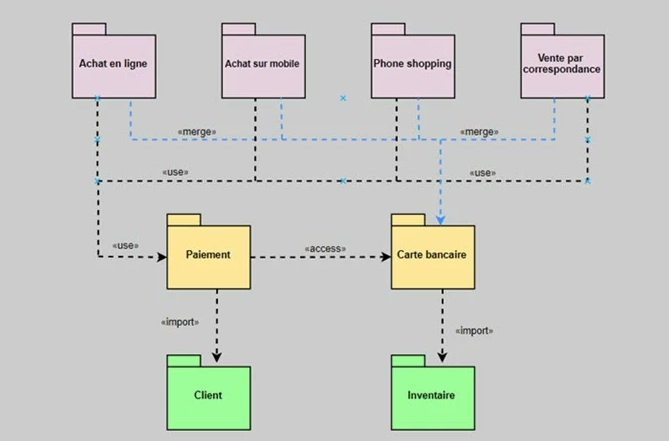 Achat en ligne
Achat sur mobile
Phone shopping
Vente par
correspondance
«merge»
«merge»
«use»
«use»
«use»
Paiement
«access»
Carte bancaire
«import»
«import»
Client
Inventaire